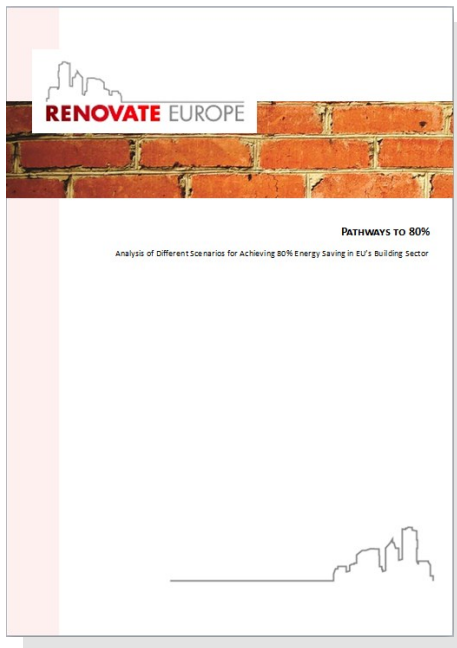 RENOVATE EUROPE
PATHWAYS TO 80%
Analysis of Different Scenarios for Achieving 80% Energy Saving in EU's Building Sector